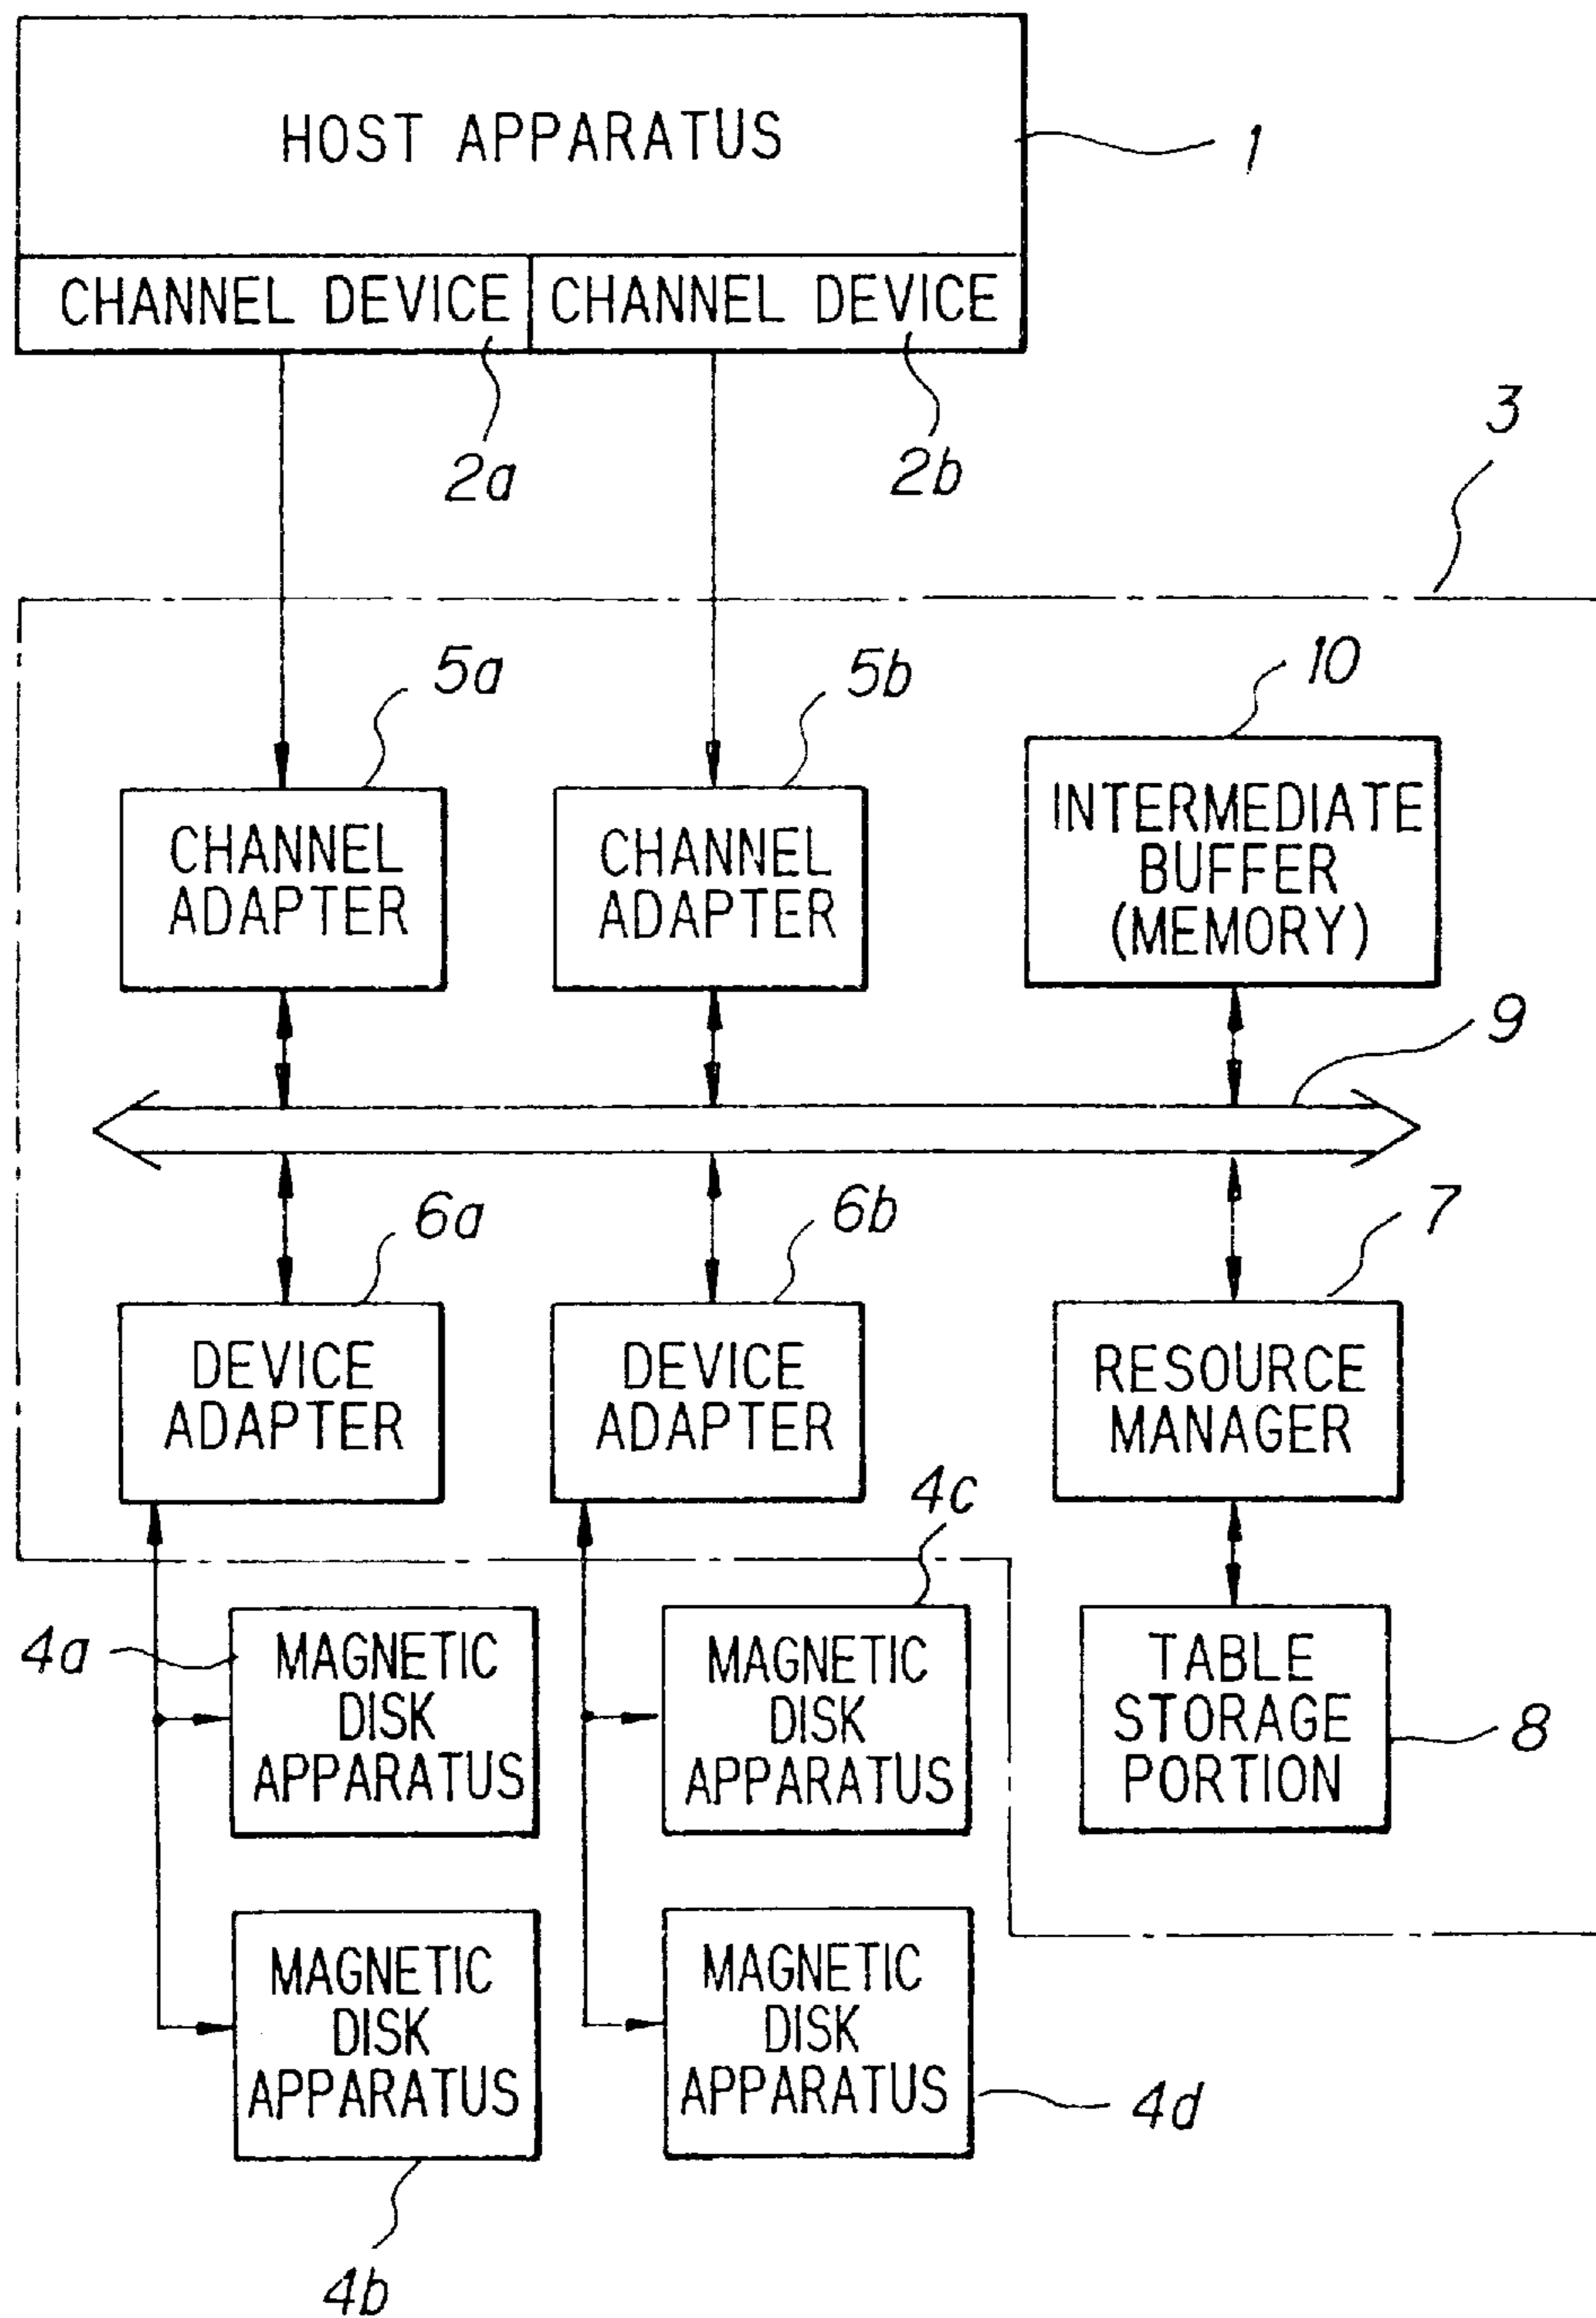 HOST APPARATUS
1
CHANNEL DEVICE
CHANNEL DEVICE
2a
2b
3
5a
5b
10
CHANNEL
ADAPTER
CHANNEL
ADAPTER
INTERMEDIATE
BUFFER
(MEMORY)
9
6a
6b
7
DEVICE
ADAPTER
DEVICE
ADAPTER
RESOURCE
MANAGER
4c
4a
MAGNETIC
DISK
APPARATUS
MAGNETIC
DISK
APPARATUS
TABLE
STORAGE
PORTION
8
MAGNETIC
DISK
APPARATUS
MAGNETIC
DISK
APPARATUS
4d
4b